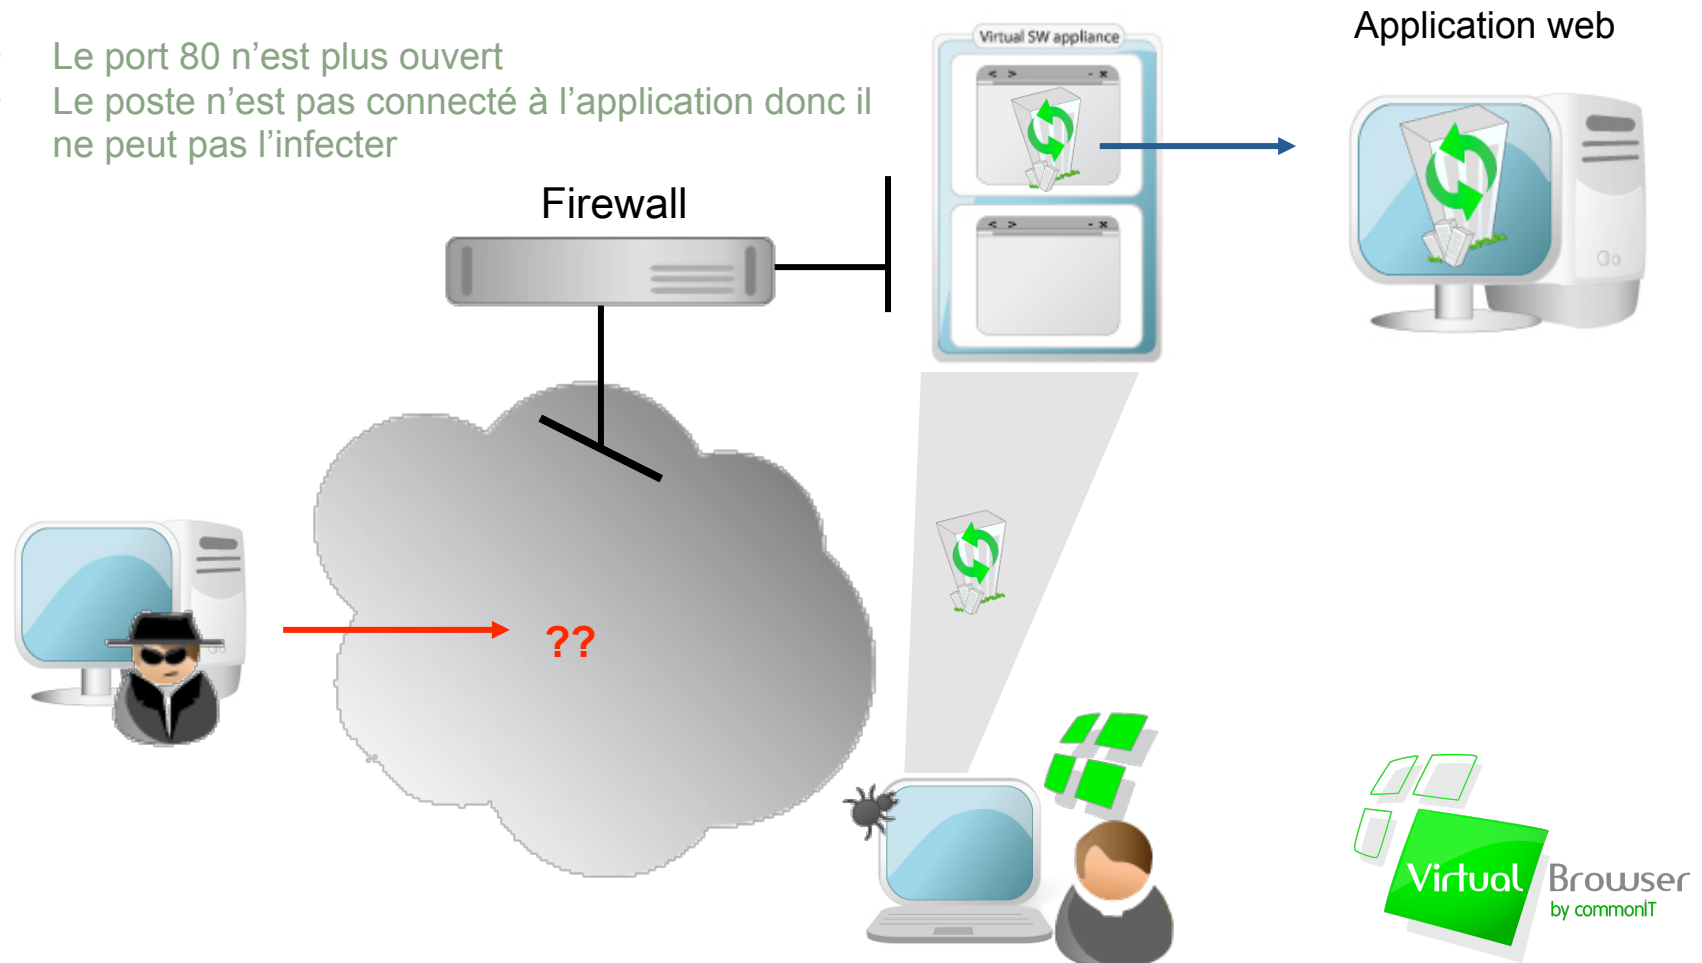 Le port 80 n’est plus ouvert
Le poste n’est pas connecté à l’application donc il
ne peut pas l’infecter
Virtual SW appliance
Application web
Firewall
??
Virtual Browser
by commonIT